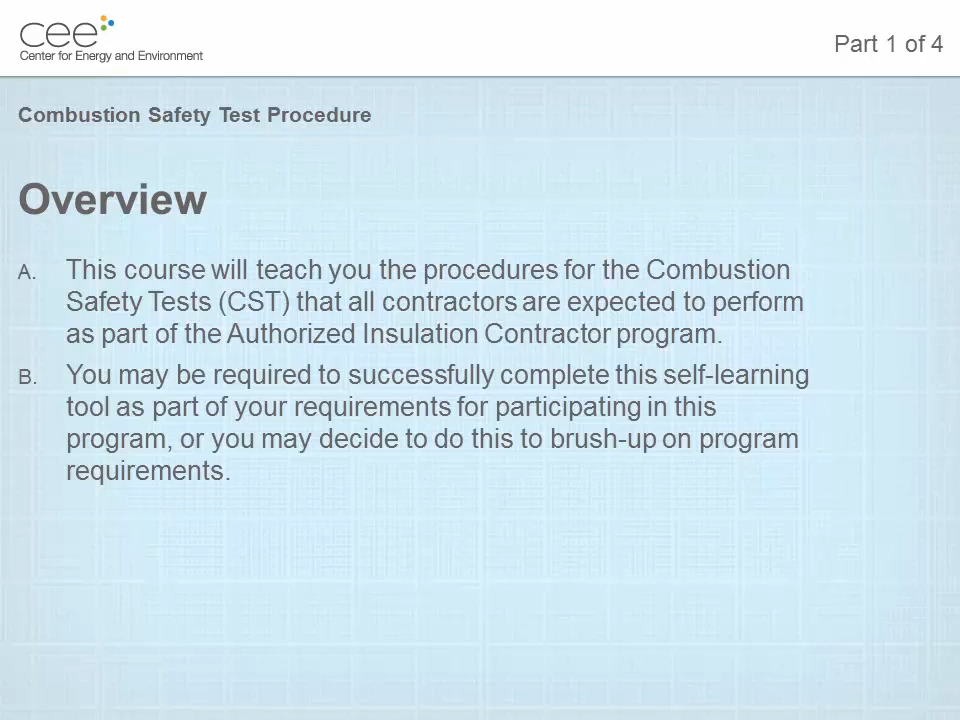 cee
Center for Energy and Environment
Part 1 of 4
Combustion Safety Test Procedure
Overview
A. This course will teach you the procedures for the Combustion
Safety Tests (CST) that all contractors are expected to perform
as part of the Authorized Insulation Contractor program.
B. You may be required to successfully complete this self-learning
tool as part of your requirements for participating in this
program, or you may decide to do this to brush-up on program
requirements.